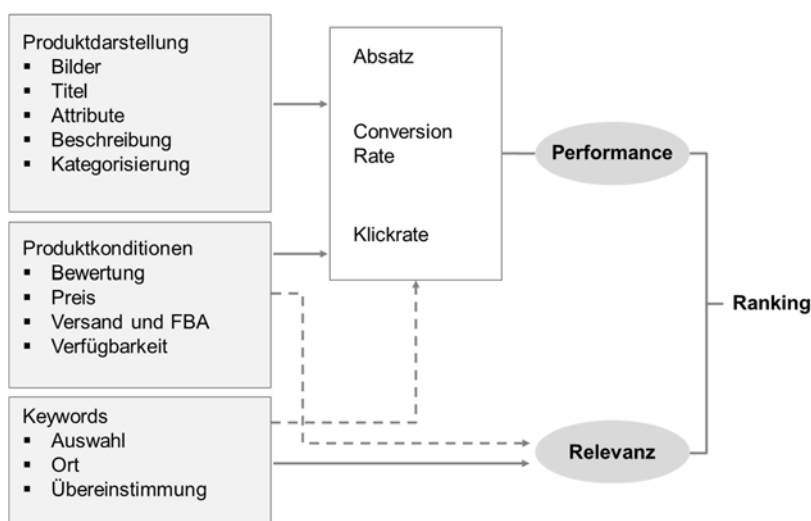 Produktdarstellung
▪ Bilder
▪ Titel
▪ Attribute
▪ Beschreibung
▪ Kategorisierung
Produktkonditionen
▪ Bewertung
▪ Preis
▪ Versand und FBA
▪ Verfügbarkeit
Keywords
▪ Auswahl
▪ Ort
▪ Übereinstimmung
Absatz
Conversion
Rate
Klickrate
Performance
Relevanz
Ranking